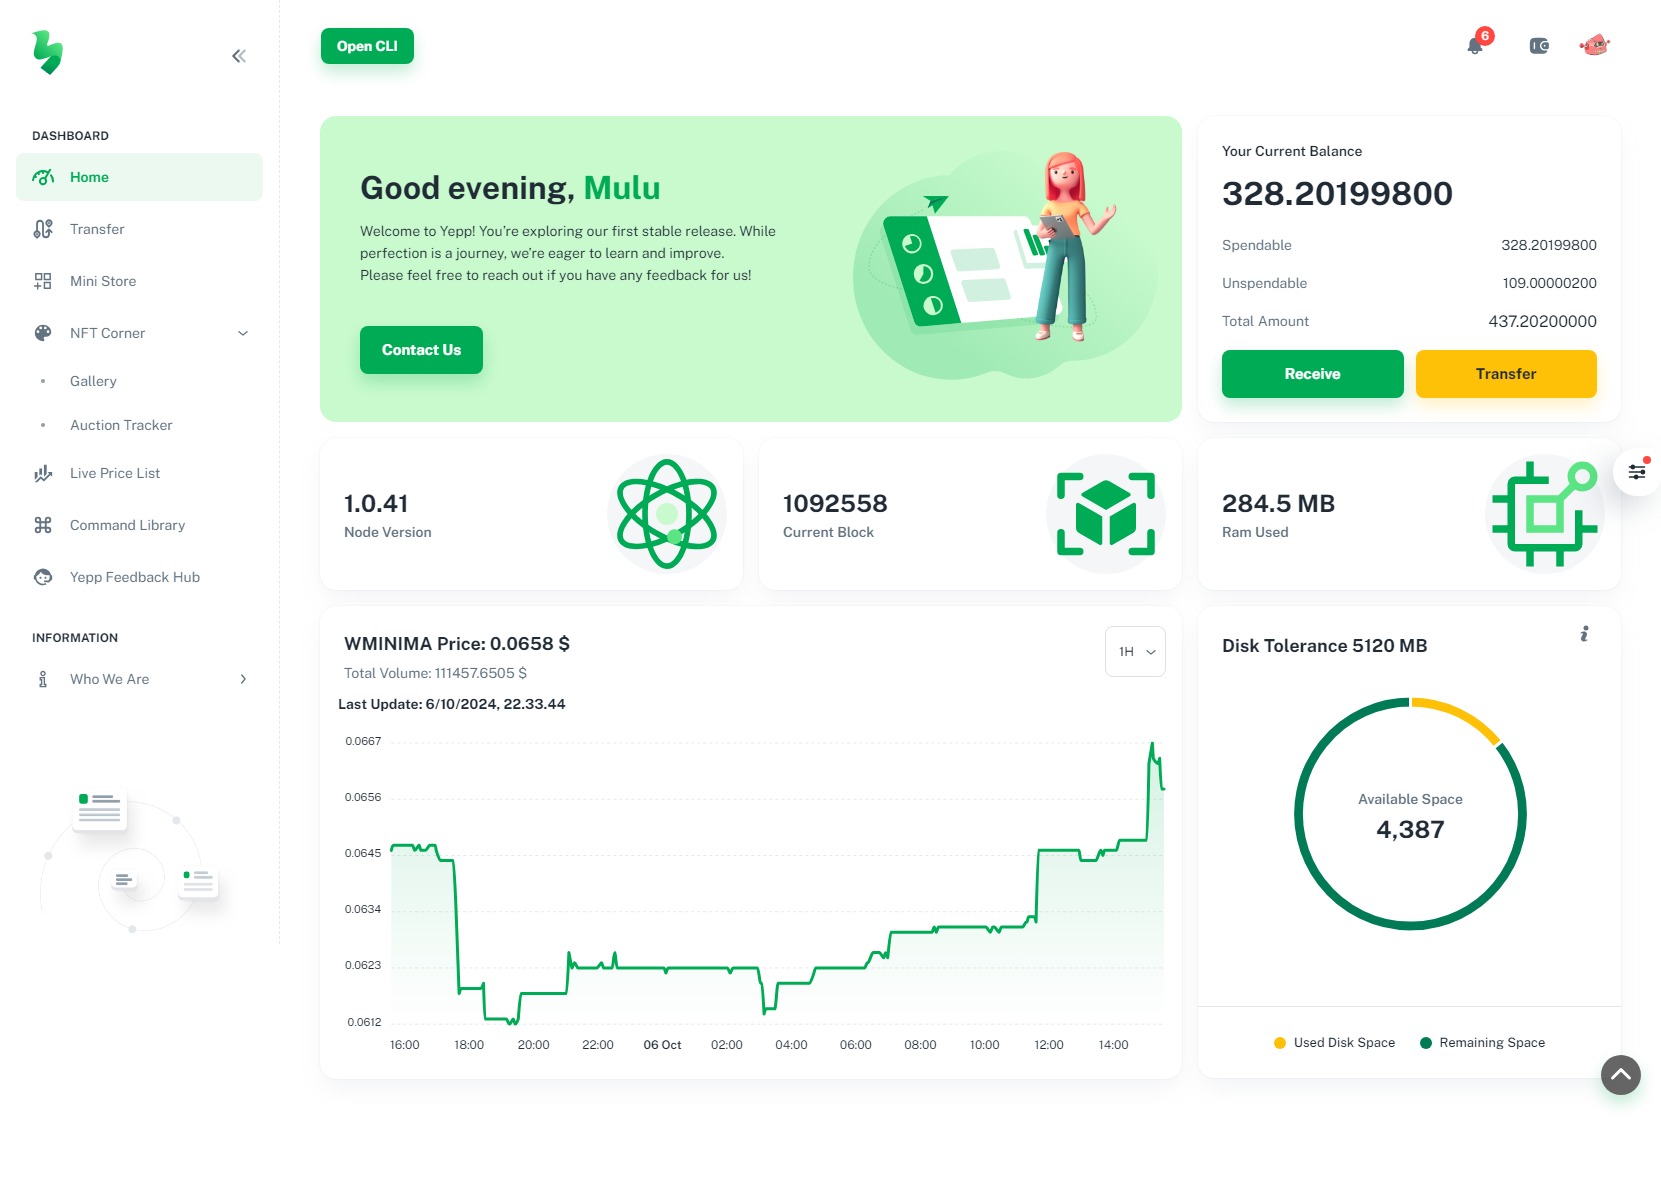 Open CLI
6
DASHBOARD
Home
Transfer
Mini Store
NFT Corner
Gallery
Auction Tracker
Live Price List
Command Library
Yepp Feedback Hub
INFORMATION
Who We Are
Good evening, Mulu
Welcome to Yepp! You're exploring our first stable release. While
perfection is a journey, we're eager to learn and improve.
Please feel free to reach out if you have any feedback for us!
Contact Us
Your Current Balance
328.20199800
Spendable 328.20199800
Unspendable 109.00000200
Total Amount 437.20200000
Receive Transfer
1.0.41
Node Version
1092558
Current Block
284.5 MB
Ram Used
WMINIMA Price: 0.0658 $
Total Volume: 111457.6505 $
1H
Last Update: 6/10/2024, 22.33.44
0.0667
0.0656
0.0645
0.0634
0.0623
0.0612
16:00 18:00 20:00 22:00 06 Oct 02:00 04:00 06:00 08:00 10:00 12:00 14:00
Disk Tolerance 5120 MB
Available Space
4,387
Used Disk Space Remaining Space